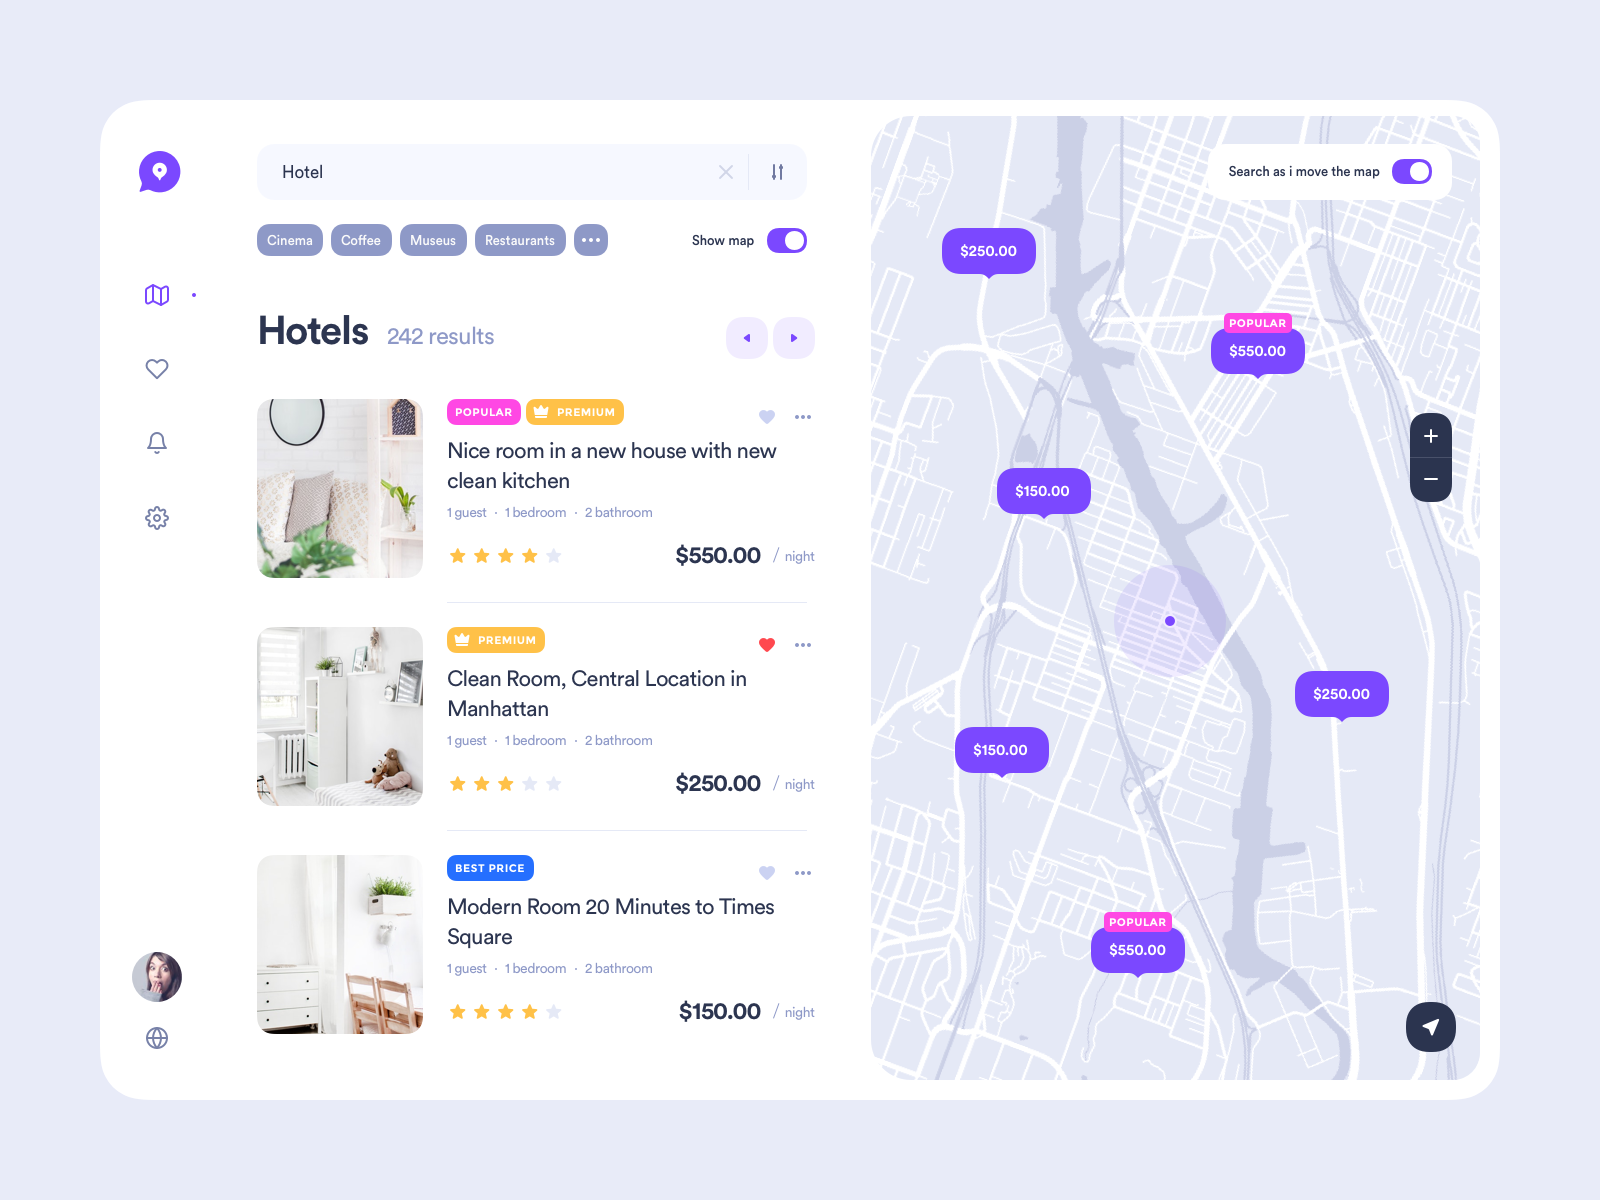 Hotel
Cinema
Coffee
Museus
Restaurants
Show map
Hotels
242 results
POPULAR
PREMIUM
Nice room in a new house with new
clean kitchen
1 guest · 1 bedroom · 2 bathroom
$550.00 / night
PREMIUM
Clean Room, Central Location in
Manhattan
1 guest · 1 bedroom · 2 bathroom
$250.00 / night
BEST PRICE
Modern Room 20 Minutes to Times
Square
1 guest · 1 bedroom · 2 bathroom
$150.00 / night
Search as i move the map
$250.00
POPULAR
$550.00
$150.00
$250.00
$150.00
POPULAR
$550.00